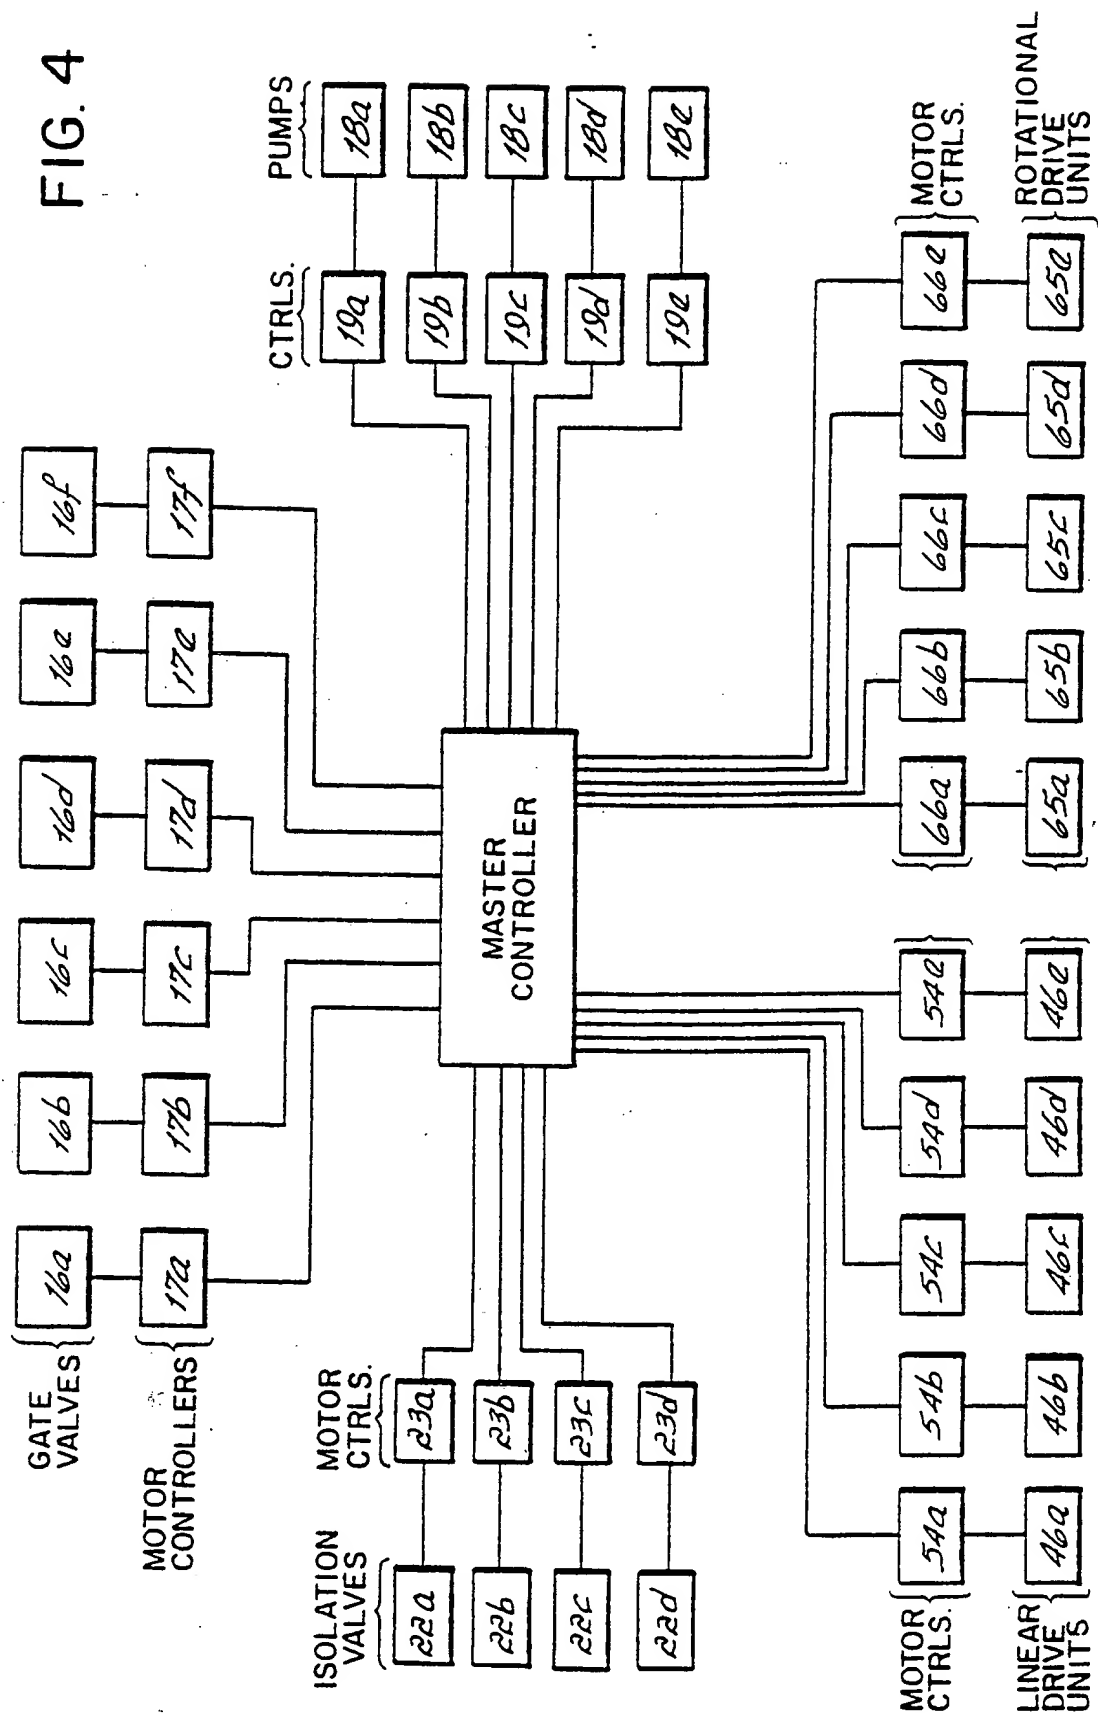 FIG. 4
GATE
VALVES
16a 16b 16c 16d 16e 16f
MOTOR
CONTROLLERS
17a 17b 17c 17d 17e 17f
ISOLATION
VALVES
MOTOR
CTRLS.
22a 23a
22b 23b
22c 23c
22d 23d
MASTER
CONTROLLER
CTRLS.
PUMPS
19a 18a
19b 18b
19c 18c
19d 18d
19e 18e
MOTOR
CTRLS.
54a 54b 54c 54d 54e
66a 66b 66c 66d 66e
MOTOR
CTRLS.
LINEAR
DRIVE
UNITS
46a 46b 46c 46d 46e
65a 65b 65c 65d 65e
ROTATIONAL
DRIVE
UNITS